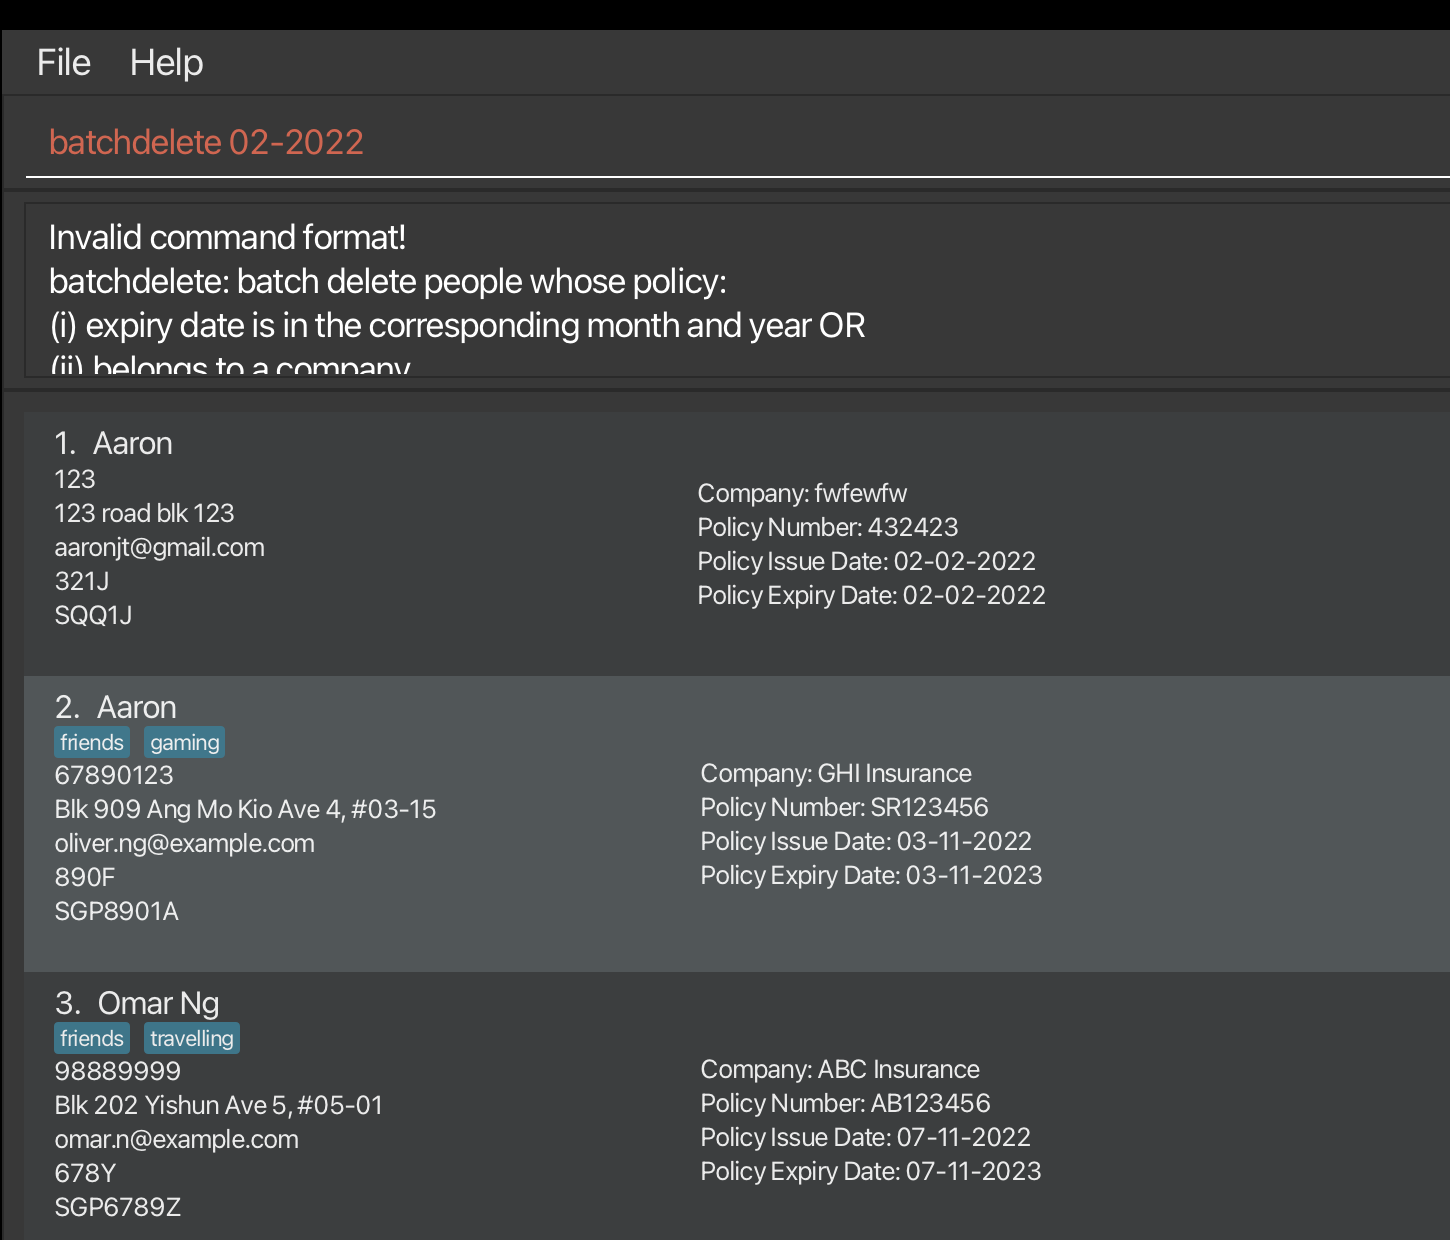 File Help
batchdelete 02-2022
Invalid command format!
batchdelete: batch delete people whose policy:
(i) expiry date is in the corresponding month and year OR
(ii) belongs to a company
1. Aaron
123
123 road blk 123
aaronjt@gmail.com
321J
SQQ1J
Company: fwfewfw
Policy Number: 432423
Policy Issue Date: 02-02-2022
Policy Expiry Date: 02-02-2022
2. Aaron
friends gaming
67890123
Blk 909 Ang Mo Kio Ave 4, #03-15
oliver.ng@example.com
890F
SGP8901A
Company: GHI Insurance
Policy Number: SR123456
Policy Issue Date: 03-11-2022
Policy Expiry Date: 03-11-2023
3. Omar Ng
friends travelling
98889999
Blk 202 Yishun Ave 5, #05-01
omar.n@example.com
678Y
SGP6789Z
Company: ABC Insurance
Policy Number: AB123456
Policy Issue Date: 07-11-2022
Policy Expiry Date: 07-11-2023